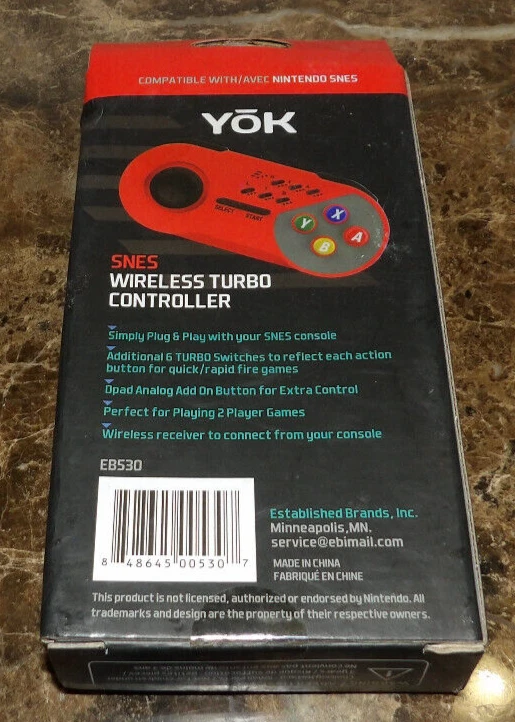 COMPATIBLE WITH/AVEC NINTENDO SNES
YŌK
SELECT START
X
Y
A
B
SNES
WIRELESS TURBO
CONTROLLER
Simply Plug & Play with your SNES console
Additional 6 TURBO Switches to reflect each action
button for quick/rapid fire games
Dpad Analog Add On Button for Extra Control
Perfect for Playing 2 Player Games
Wireless receiver to connect from your console
EB530
8 48645 00530 7
Established Brands, Inc.
Minneapolis,MN.
service@ebimail.com
MADE IN CHINA
FABRIQUÉ EN CHINE
This product is not licensed, authorized or endorsed by Nintendo. All
trademarks and design are the property of their respective owners.